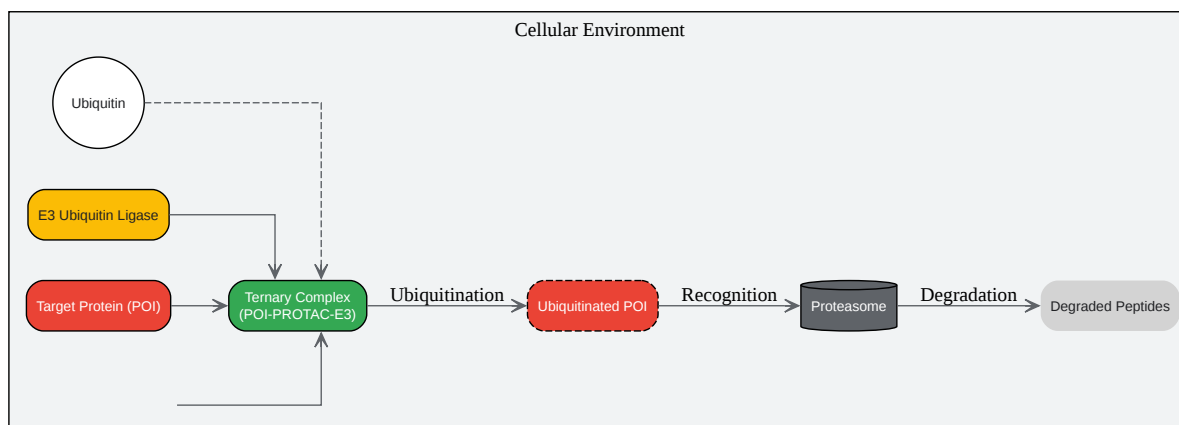 Cellular Environment
Ubiquitin
E3 Ubiquitin Ligase
Target Protein (POI)
Ternary Complex
(POI-PROTAC-E3)
Ubiquitination
Ubiquitinated POI
Recognition
Proteasome
Degradation
Degraded Peptides